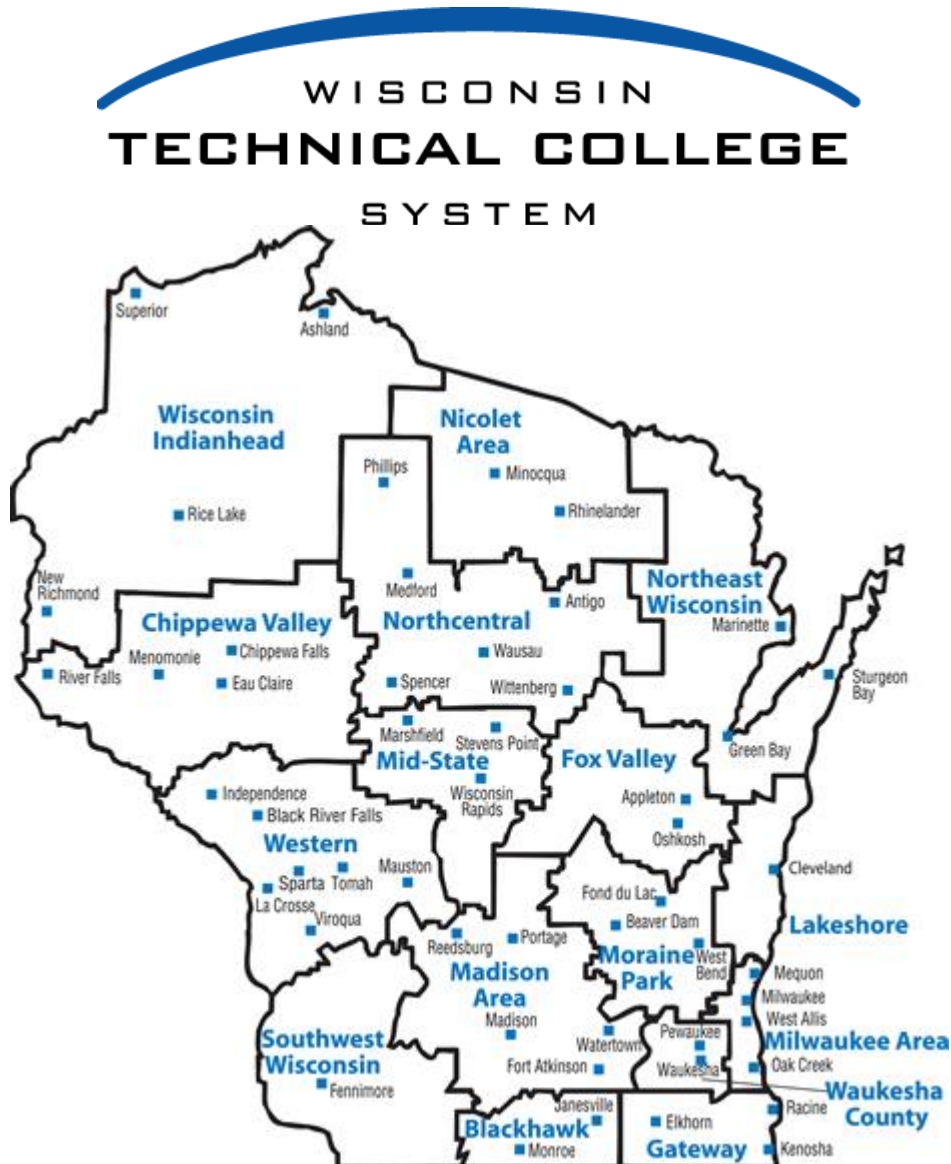 WISCONSIN
TECHNICAL COLLEGE
SYSTEM
Superior
Ashland
Wisconsin
Indianhead
Nicolet
Area
Phillips
Minocqua
Rice Lake
Rhinelander
New
Richmond
Medford
Northeast
Wisconsin
Antigo
Chippewa Valley
Northcentral
Marinette
Menomonie
Chippewa Falls
Wausau
River Falls
Eau Claire
Spencer
Wittenberg
Sturgeon
Bay
Marshfield
Stevens Point
Green Bay
Mid-State
Fox Valley
Independence
Wisconsin
Rapids
Appleton
Black River Falls
Oshkosh
Western
Mauston
Cleveland
Sparta
Tomah
La Crosse
Fond du Lac
Viroqua
Beaver Dam
Lakeshore
Reedsburg
Portage
Moraine
Park
West
Bend
Madison
Area
Mequon
Milwaukee
Madison
West Allis
Southwest
Wisconsin
Watertown
Pewaukee
Milwaukee Area
Fort Atkinson
Waukesha
Oak Creek
Fennimore
Waukesha
County
Janesville
Racine
Blackhawk
Elkhorn
Monroe
Gateway
Kenosha